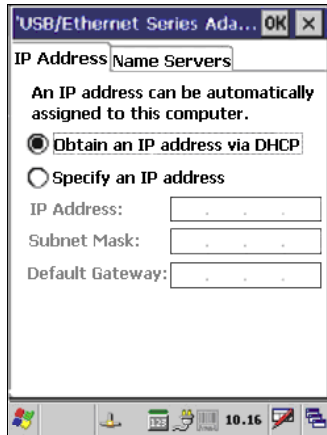 'USB/Ethernet Series Ada... OK ×
IP Address Name Servers
An IP address can be automatically
assigned to this computer.
Obtain an IP address via DHCP
Specify an IP address
IP Address:
Subnet Mask:
Default Gateway:
10.16